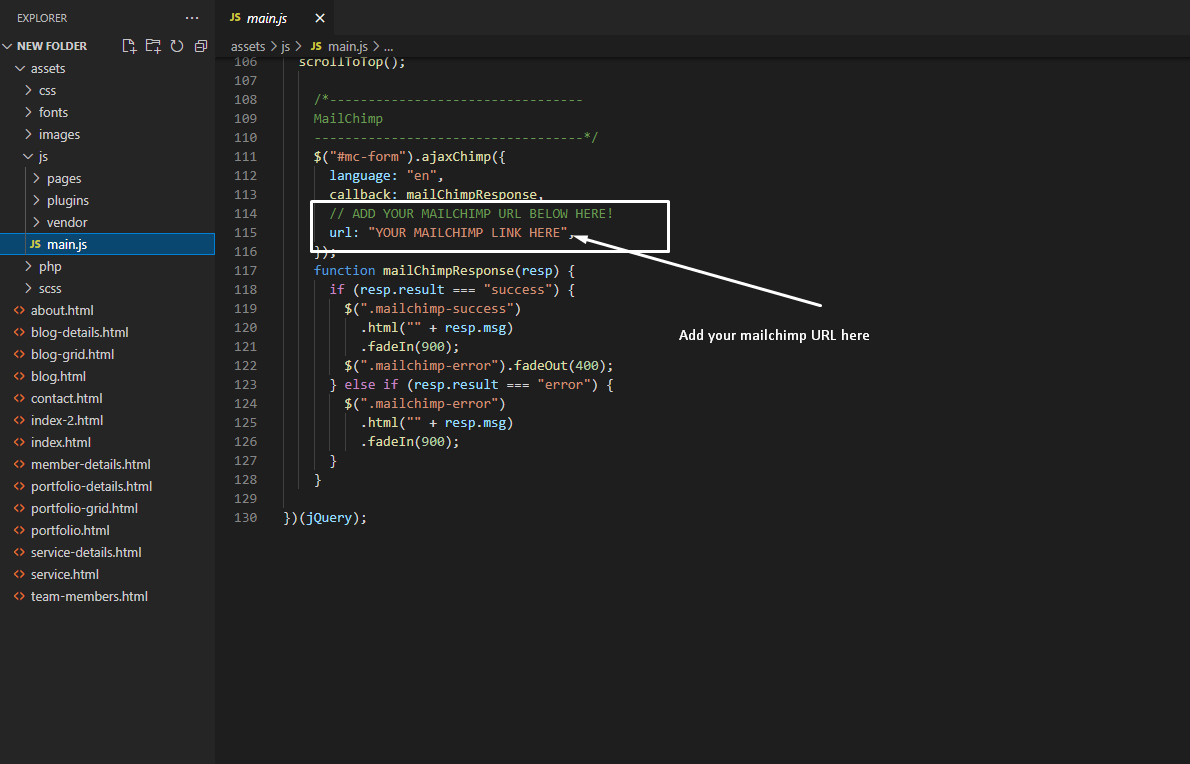 EXPLORER ...
NEW FOLDER
assets
css
fonts
images
js
pages
plugins
vendor
JS main.js
php
scss
<> about.html
<> blog-details.html
<> blog-grid.html
<> blog.html
<> contact.html
<> index-2.html
<> index.html
<> member-details.html
<> portfolio-details.html
<> portfolio-grid.html
<> portfolio.html
<> service-details.html
<> service.html
<> team-members.html
JS main.js ×
assets > js > JS main.js > ...
106 scrollToTop();
107
108 /*---------------------------------
109 MailChimp
110 -----------------------------------*/
111 $("#mc-form").ajaxChimp({
112 language: "en",
113 callback: mailChimpResponse,
114 // ADD YOUR MAILCHIMP URL BELOW HERE!
115 url: "YOUR MAILCHIMP LINK HERE",
116 });
117 function mailChimpResponse(resp) {
118 if (resp.result === "success") {
119 $(".mailchimp-success")
120 .html("" + resp.msg)
121 .fadeIn(900);
122 $(".mailchimp-error").fadeOut(400);
123 } else if (resp.result === "error") {
124 $(".mailchimp-error")
125 .html("" + resp.msg)
126 .fadeIn(900);
127 }
128 }
129
130 })(jQuery);
Add your mailchimp URL here